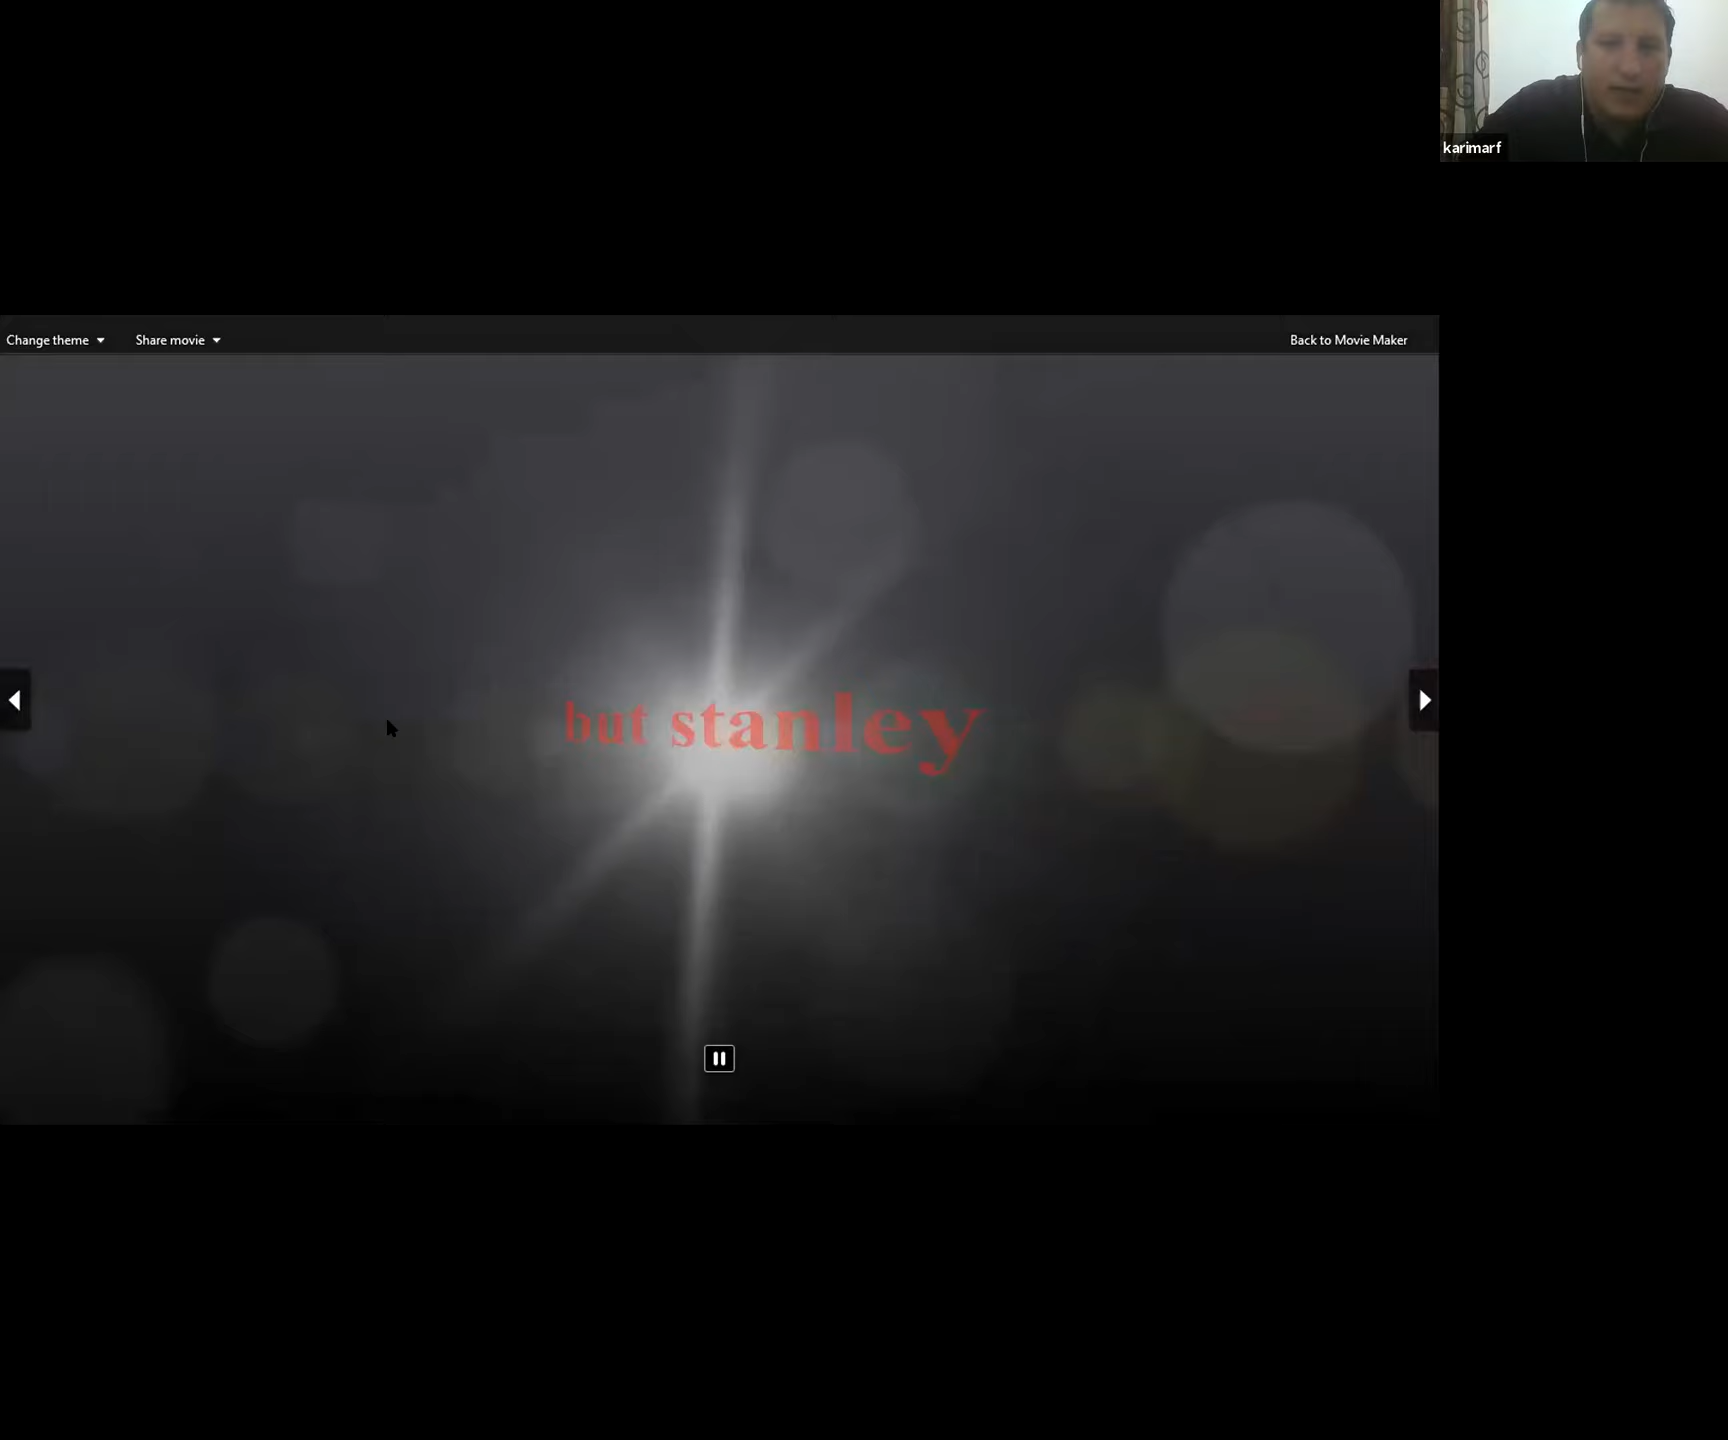 karimarf
Change theme
Share movie
Back to Movie Maker
but stanley